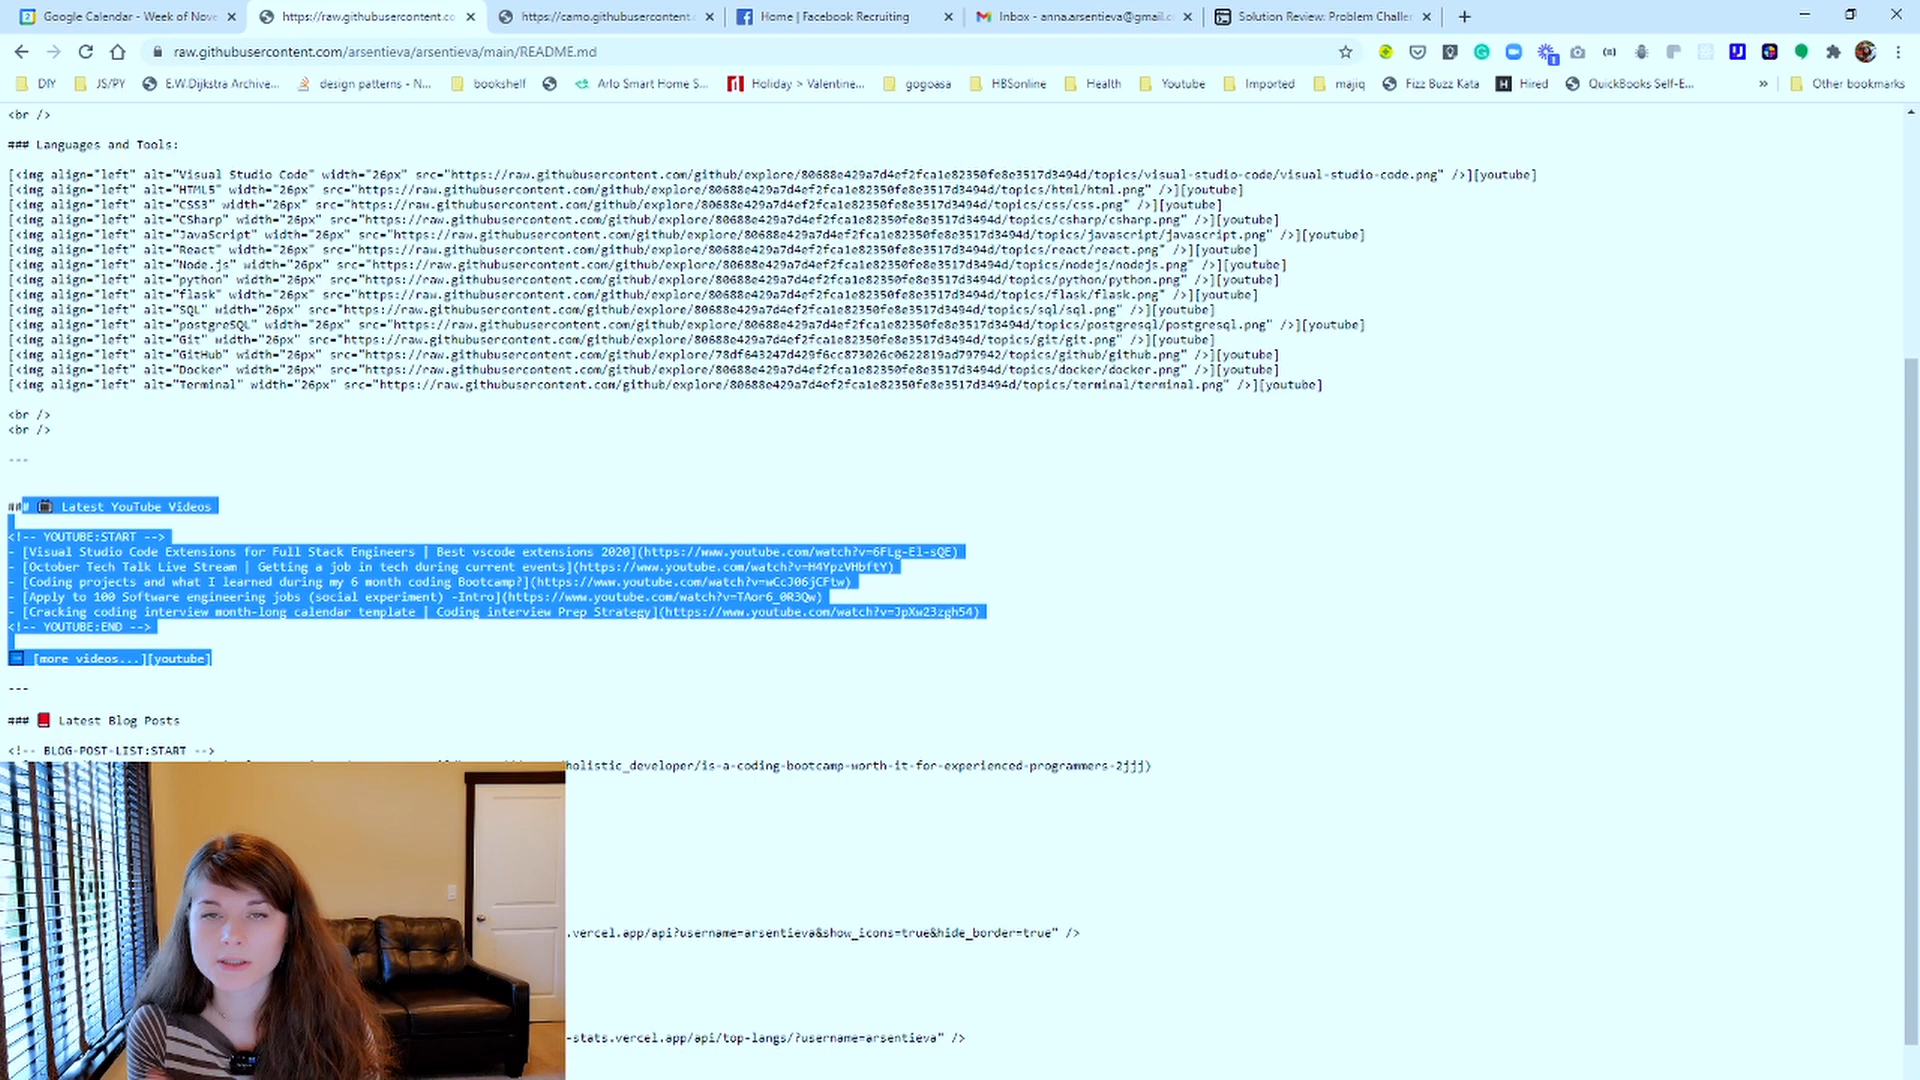 Google Calendar - Week of Nove
https://raw.githubusercontent.co
https://camo.githubusercontent.
Home | Facebook Recruiting
Inbox - anna.arsentieva@gmail.c
Solution Review: Problem Challer
raw.githubusercontent.com/arsentieva/arsentieva/main/README.md
DIY
JS/PY
E.W.Dijkstra Archive...
design patterns - N...
bookshelf
Arlo Smart Home S...
Holiday > Valentine...
gogoasa
HBSonline
Health
Youtube
Imported
majiq
Fizz Buzz Kata
Hired
QuickBooks Self-E...
»
Other bookmarks
<br />
### Languages and Tools:
[<img align="left" alt="Visual Studio Code" width="26px" src="https://raw.githubusercontent.com/github/explore/80688e429a7d4ef2fca1e82350fe8e3517d3494d/topics/visual-studio-code/visual-studio-code.png" />][youtube]
[<img align="left" alt="HTML5" width="26px" src="https://raw.githubusercontent.com/github/explore/80688e429a7d4ef2fca1e82350fe8e3517d3494d/topics/html/html.png" />][youtube]
[<img align="left" alt="CSS3" width="26px" src="https://raw.githubusercontent.com/github/explore/80688e429a7d4ef2fca1e82350fe8e3517d3494d/topics/css/css.png" />][youtube]
[<img align="left" alt="CSharp" width="26px" src="https://raw.githubusercontent.com/github/explore/80688e429a7d4ef2fca1e82350fe8e3517d3494d/topics/csharp/csharp.png" />][youtube]
[<img align="left" alt="JavaScript" width="26px" src="https://raw.githubusercontent.com/github/explore/80688e429a7d4ef2fca1e82350fe8e3517d3494d/topics/javascript/javascript.png" />][youtube]
[<img align="left" alt="React" width="26px" src="https://raw.githubusercontent.com/github/explore/80688e429a7d4ef2fca1e82350fe8e3517d3494d/topics/react/react.png" />][youtube]
[<img align="left" alt="Node.js" width="26px" src="https://raw.githubusercontent.com/github/explore/80688e429a7d4ef2fca1e82350fe8e3517d3494d/topics/nodejs/nodejs.png" />][youtube]
[<img align="left" alt="python" width="26px" src="https://raw.githubusercontent.com/github/explore/80688e429a7d4ef2fca1e82350fe8e3517d3494d/topics/python/python.png" />][youtube]
[<img align="left" alt="flask" width="26px" src="https://raw.githubusercontent.com/github/explore/80688e429a7d4ef2fca1e82350fe8e3517d3494d/topics/flask/flask.png" />][youtube]
[<img align="left" alt="SQL" width="26px" src="https://raw.githubusercontent.com/github/explore/80688e429a7d4ef2fca1e82350fe8e3517d3494d/topics/sql/sql.png" />][youtube]
[<img align="left" alt="postgreSQL" width="26px" src="https://raw.githubusercontent.com/github/explore/80688e429a7d4ef2fca1e82350fe8e3517d3494d/topics/postgresql/postgresql.png" />][youtube]
[<img align="left" alt="Git" width="26px" src="https://raw.githubusercontent.com/github/explore/80688e429a7d4ef2fca1e82350fe8e3517d3494d/topics/git/git.png" />][youtube]
[<img align="left" alt="GitHub" width="26px" src="https://raw.githubusercontent.com/github/explore/78df643247d429f6cc873026c0622819ad797942/topics/github/github.png" />][youtube]
[<img align="left" alt="Docker" width="26px" src="https://raw.githubusercontent.com/github/explore/80688e429a7d4ef2fca1e82350fe8e3517d3494d/topics/docker/docker.png" />][youtube]
[<img align="left" alt="Terminal" width="26px" src="https://raw.githubusercontent.com/github/explore/80688e429a7d4ef2fca1e82350fe8e3517d3494d/topics/terminal/terminal.png" />][youtube]
<br />
<br />
---
### 📺 Latest YouTube Videos
<!-- YOUTUBE:START -->
- [Visual Studio Code Extensions for Full Stack Engineers | Best vscode extensions 2020](https://www.youtube.com/watch?v=6FLg-El-sQE)
- [October Tech Talk Live Stream | Getting a job in tech during current events](https://www.youtube.com/watch?v=H4YpzVHbftY)
- [Coding projects and what I learned during my 6 month coding Bootcamp?](https://www.youtube.com/watch?v=wCcJ06jCFtw)
- [Apply to 100 Software engineering jobs (social experiment) -Intro](https://www.youtube.com/watch?v=TAor6_0R3Qw)
- [Cracking coding interview month-long calendar template | Coding interview Prep Strategy](https://www.youtube.com/watch?v=JpXw23zgh54)
<!-- YOUTUBE:END -->
[more videos...][youtube]
---
### 📕 Latest Blog Posts
<!-- BLOG-POST-LIST:START -->
holistic_developer/is-a-coding-bootcamp-worth-it-for-experienced-programmers-2jjj)
.vercel.app/api?username=arsentieva&show_icons=true&hide_border=true" />
-stats.vercel.app/api/top-langs/?username=arsentieva" />